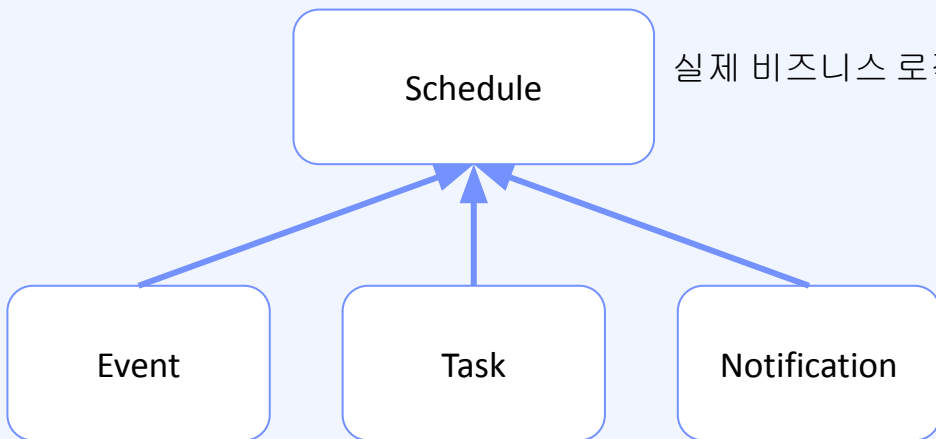 Schedule
실제 비즈니스 로
Event
Task
Notification